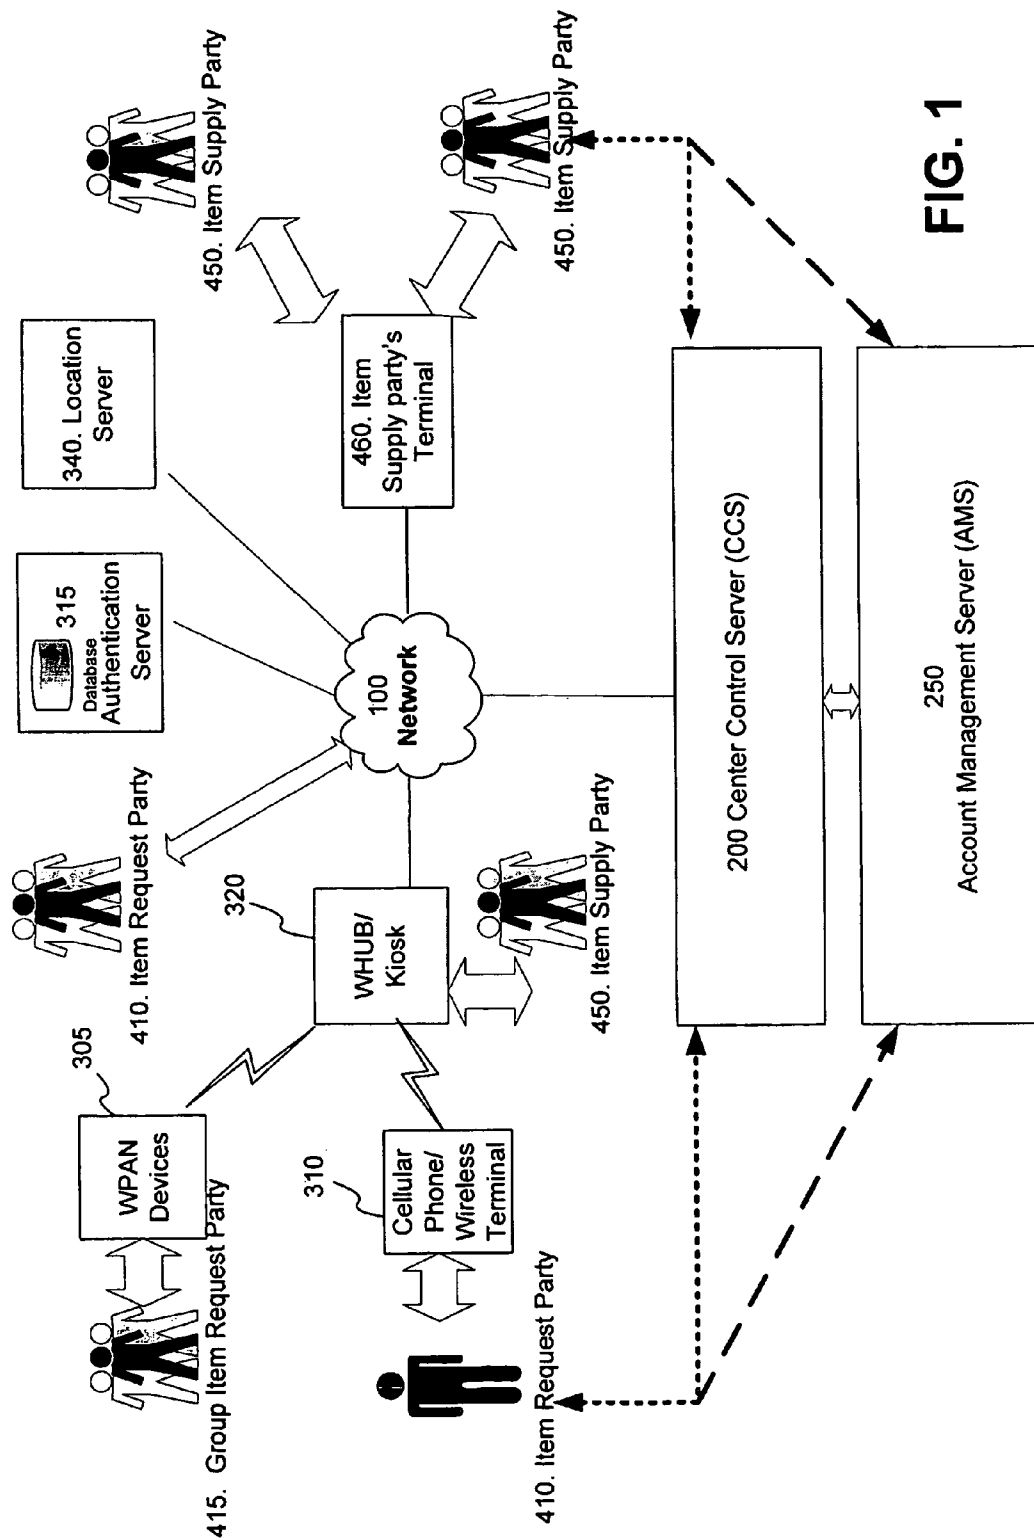 415. Group Item Request Party
WPAN
Devices
305
410. Item Request Party
315
Database
Authentication
Server
340. Location
Server
450. Item Supply Party
310
Cellular
Phone/
Wireless
Terminal
WHUB/
Kiosk
320
100
Network
460. Item
Supply party's
Terminal
410. Item Request Party
450. Item Supply Party
450. Item Supply Party
200 Center Control Server (CCS)
250
Account Management Server (AMS)
FIG. 1